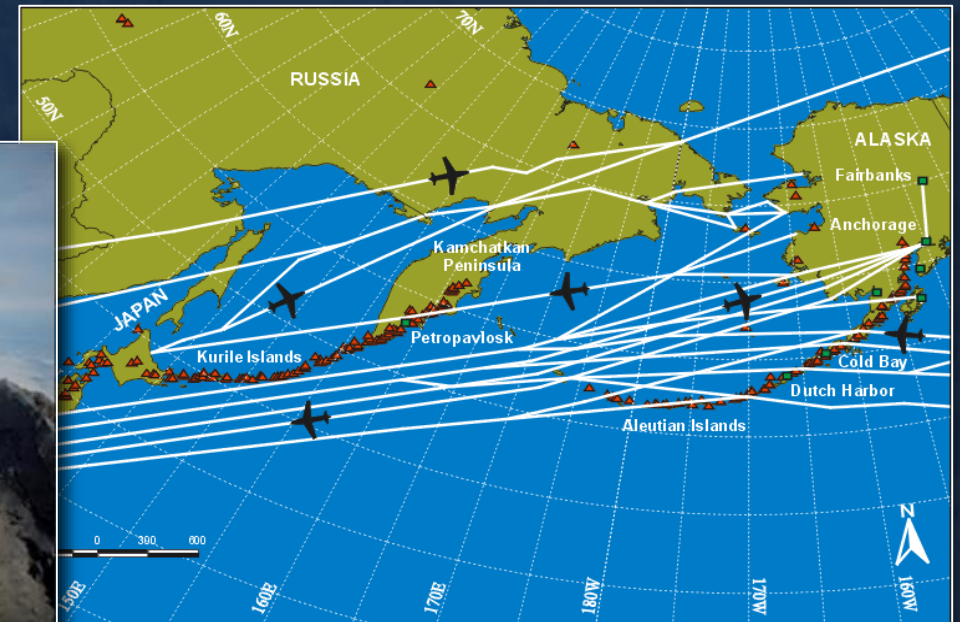 60N
70N
50N
RUSSIA
ALASKA
Fairbanks
Anchorage
Kamchatkan
Peninsula
JAPAN
Petropavlosk
Kurile Islands
Cold Bay
Dutch Harbor
Aleutian Islands
N
0 300 600
150E
160E
170E
180W
170W
160W